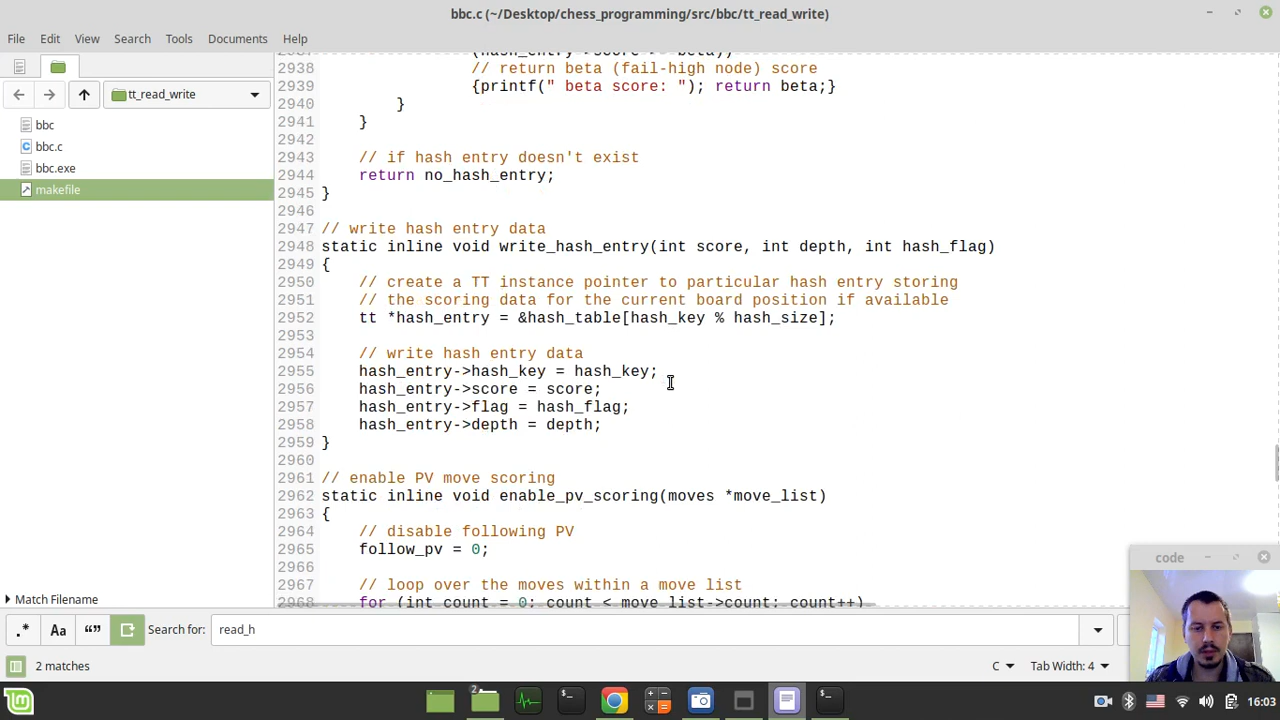 bbc.c (~/Desktop/chess_programming/src/bbc/tt_read_write)
File Edit View Search Tools Documents Help
tt_read_write
bbc
bbc.c
bbc.exe
makefile
Match Filename
2938 // return beta (fail-high node) score
2939 {printf(" beta score: "); return beta;}
2940 }
2941 }
2942
2943 // if hash entry doesn't exist
2944 return no_hash_entry;
2945 }
2946
2947 // write hash entry data
2948 static inline void write_hash_entry(int score, int depth, int hash_flag)
2949 {
2950 // create a TT instance pointer to particular hash entry storing
2951 // the scoring data for the current board position if available
2952 tt *hash_entry = &hash_table[hash_key % hash_size];
2953
2954 // write hash entry data
2955 hash_entry->hash_key = hash_key;
2956 hash_entry->score = score;
2957 hash_entry->flag = hash_flag;
2958 hash_entry->depth = depth;
2959 }
2960
2961 // enable PV move scoring
2962 static inline void enable_pv_scoring(moves *move_list)
2963 {
2964 // disable following PV
2965 follow_pv = 0;
2966
2967 // loop over the moves within a move list
2968 for (int count = 0; count < move_list->count; count++)
code
.* Aa “” Search for: read_h
2 matches
C Tab Width: 4
16:03